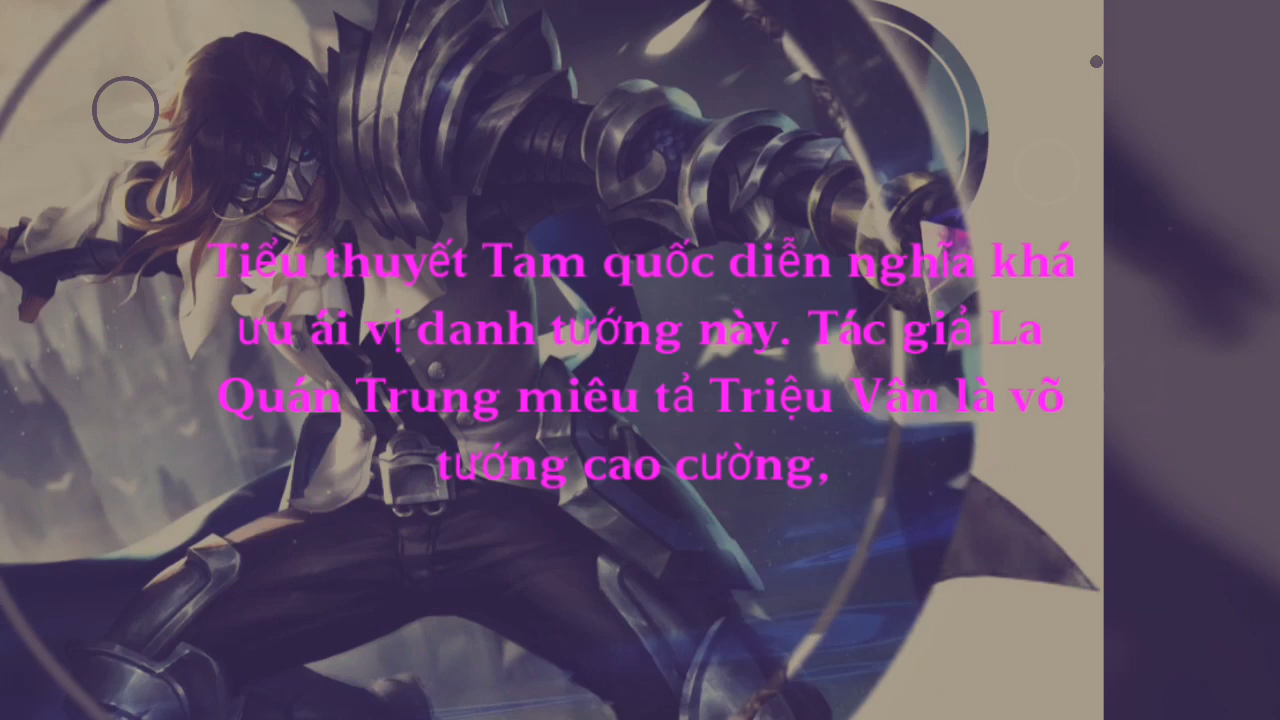 Tiểu thuyết Tam quốc diễn nghĩa khá
ưu ái vị danh tướng này. Tác giả La
Quán Trung miêu tả Triệu Vân là võ
tướng cao cường,